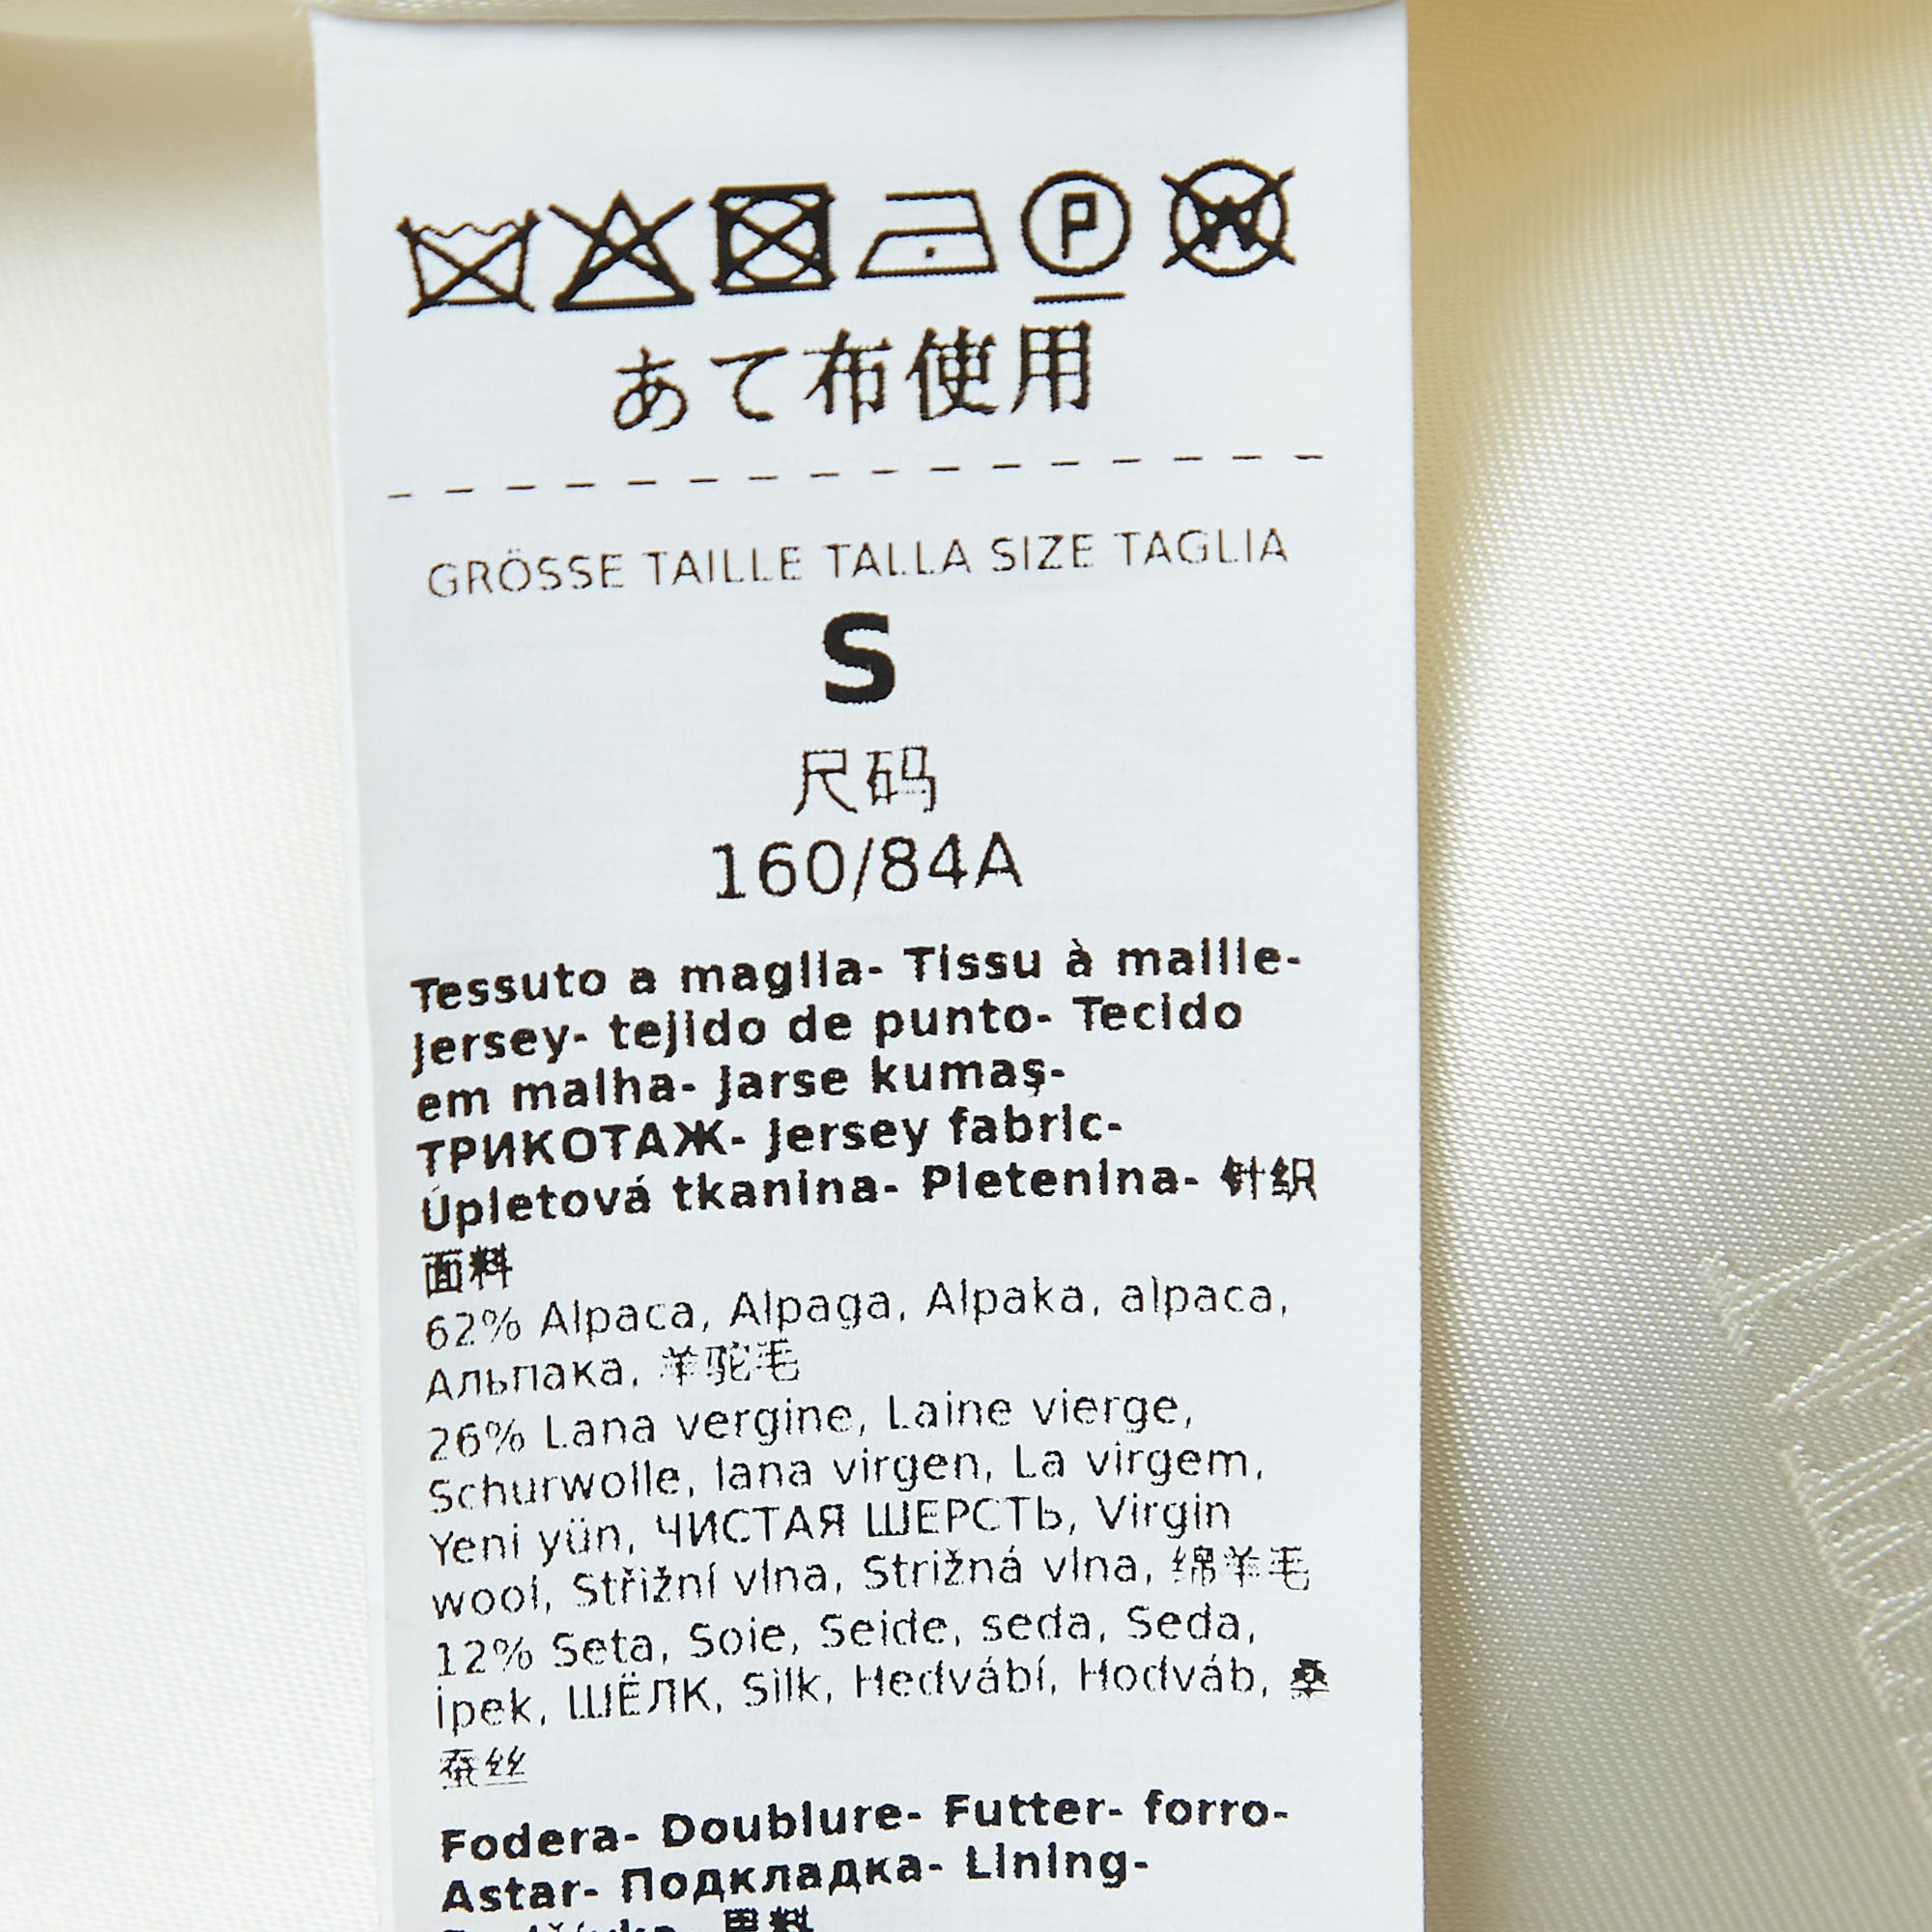 P
W
あて布使用
GRÖSSE TAILLE TALLA SIZE TAGLIA
S
尺码
160/84A
Tessuto a maglia- Tissu à maille-
Jersey- tejido de punto- Tecido
em malha- Jarse kumaş-
ТРИКОТАЖ- Jersey fabric-
Úpletová tkanina- Pletenina- 针织
面料
62% Alpaca, Alpaga, Alpaka, alpaca,
Альпака, 羊驼毛
26% Lana vergine, Laine vierge,
Schurwolle, lana virgen, La virgem,
Yeni yün, ЧИСТАЯ ШЕРСТЬ, Virgin
wool, Střižní vlna, Strižná vlna, 绵羊毛
12% Seta, Soie, Seide, seda, Seda,
İpek, ШЁЛК, Silk, Hedvábí, Hodváb, 桑
蚕丝
Fodera- Doublure- Futter- forro-
Astar- Подкладка- Lining-
里料